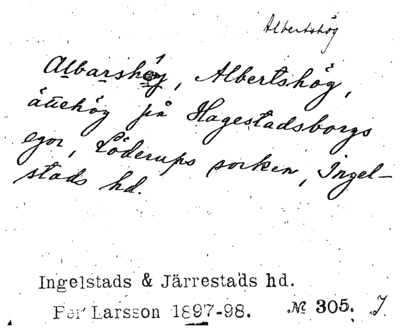 Albertshög
Albarshög, Albertshög,
ättehög på Hagestadsborgs
egor, Löderups socken, Ingel-
stads hd.
Ingelstads & Järrestads hd.
Per Larsson 1897-98. № 305. J.